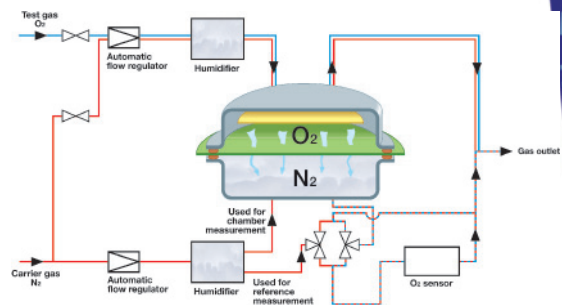 Test gas
O₂
Automatic
flow regulator
Humidifier
O₂
N₂
Gas outlet
Used for
chamber
measurement
Carrier gas
N₂
Automatic
flow regulator
Humidifier
Used for
reference
measurement
O₂ sensor